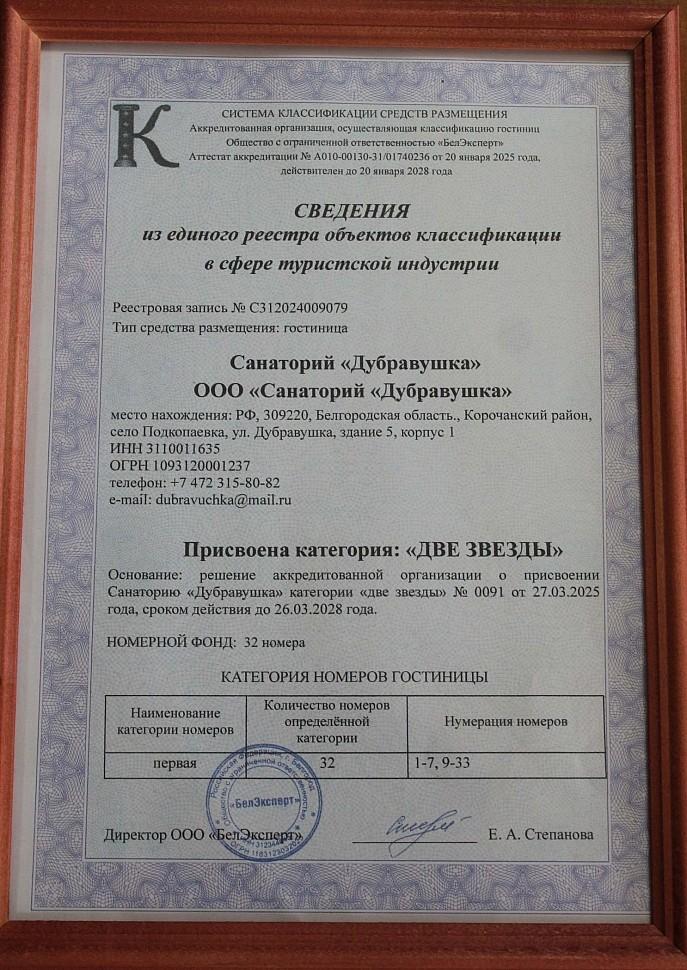 К
СИСТЕМА КЛАССИФИКАЦИИ СРЕДСТВ РАЗМЕЩЕНИЯ
Аккредитованная организация, осуществляющая классификацию гостиниц
Общество с ограниченной ответственностью «БелЭксперт»
Аттестат аккредитации № А010-00130-31/01740236 от 20 января 2025 года,
действителен до 20 января 2028 года
СВЕДЕНИЯ
из единого реестра объектов классификации
в сфере туристской индустрии
Реестровая запись № С312024009079
Тип средства размещения: гостиница
Санаторий «Дубравушка»
ООО «Санаторий «Дубравушка»
место нахождения: РФ, 309220, Белгородская область., Корочанский район,
село Подкопаевка, ул. Дубравушка, здание 5, корпус 1
ИНН 3110011635
ОГРН 1093120001237
телефон: +7 472 315-80-82
e-mail: dubravuchka@mail.ru
Присвоена категория: «ДВЕ ЗВЕЗДЫ»
Основание: решение аккредитованной организации о присвоении
Санаторию «Дубравушка» категории «две звезды» № 0091 от 27.03.2025
года, сроком действия до 26.03.2028 года.
НОМЕРНОЙ ФОНД: 32 номера
КАТЕГОРИЯ НОМЕРОВ ГОСТИНИЦЫ
Наименование категории номеров
Количество номеров определённой категории
Нумерация номеров
первая 32 1-7, 9-33
Российская Федерация, г. Белгород
Общество с ограниченной ответственностью
«БелЭксперт»
Директор ООО «БелЭксперт» Е. А. Степанова